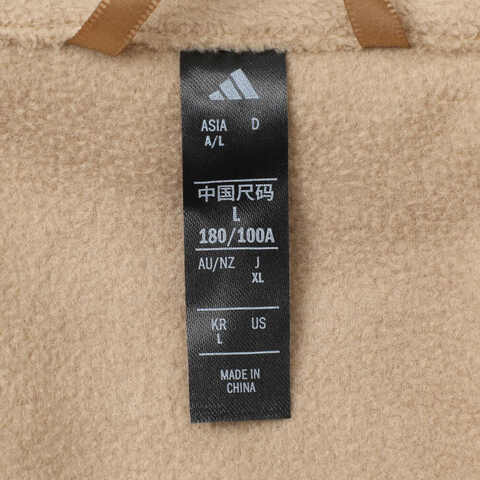 ASIA D
A/L
中国尺码
L
180/100A
AU/NZ J
XL
KR US
L
MADE IN
CHINA